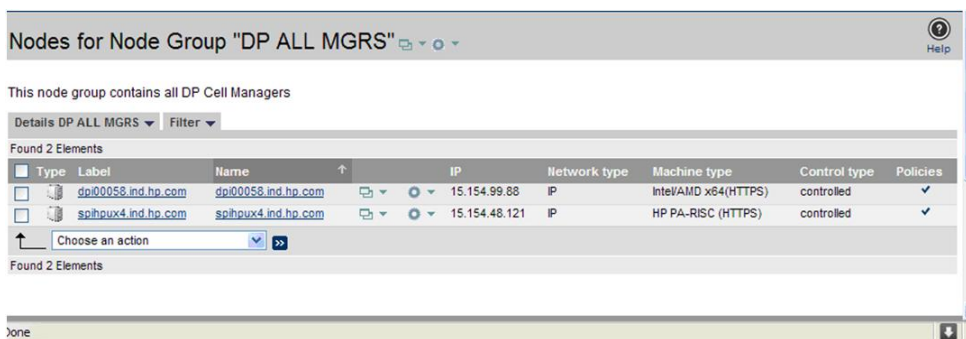 Nodes for Node Group "DP ALL MGRS"
Help
This node group contains all DP Cell Managers
Details DP ALL MGRS Filter
Found 2 Elements
Type Label Name IP Network type Machine type Control type Policies
dpi00058.ind.hp.com dpi00058.ind.hp.com 15.154.99.88 IP Intel/AMD x64(HTTPS) controlled
spihpux4.ind.hp.com spihpux4.ind.hp.com 15.154.48.121 IP HP PA-RISC (HTTPS) controlled
Choose an action
Found 2 Elements
Done